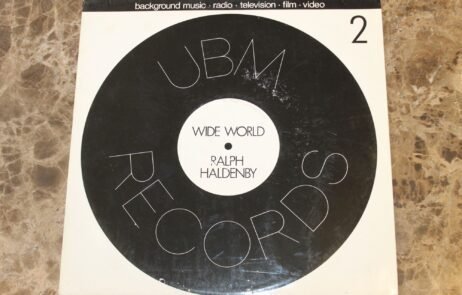 background music · radio · television · film · video
2
UBM
WIDE WORLD
RALPH
HALDENBY
RECORDS